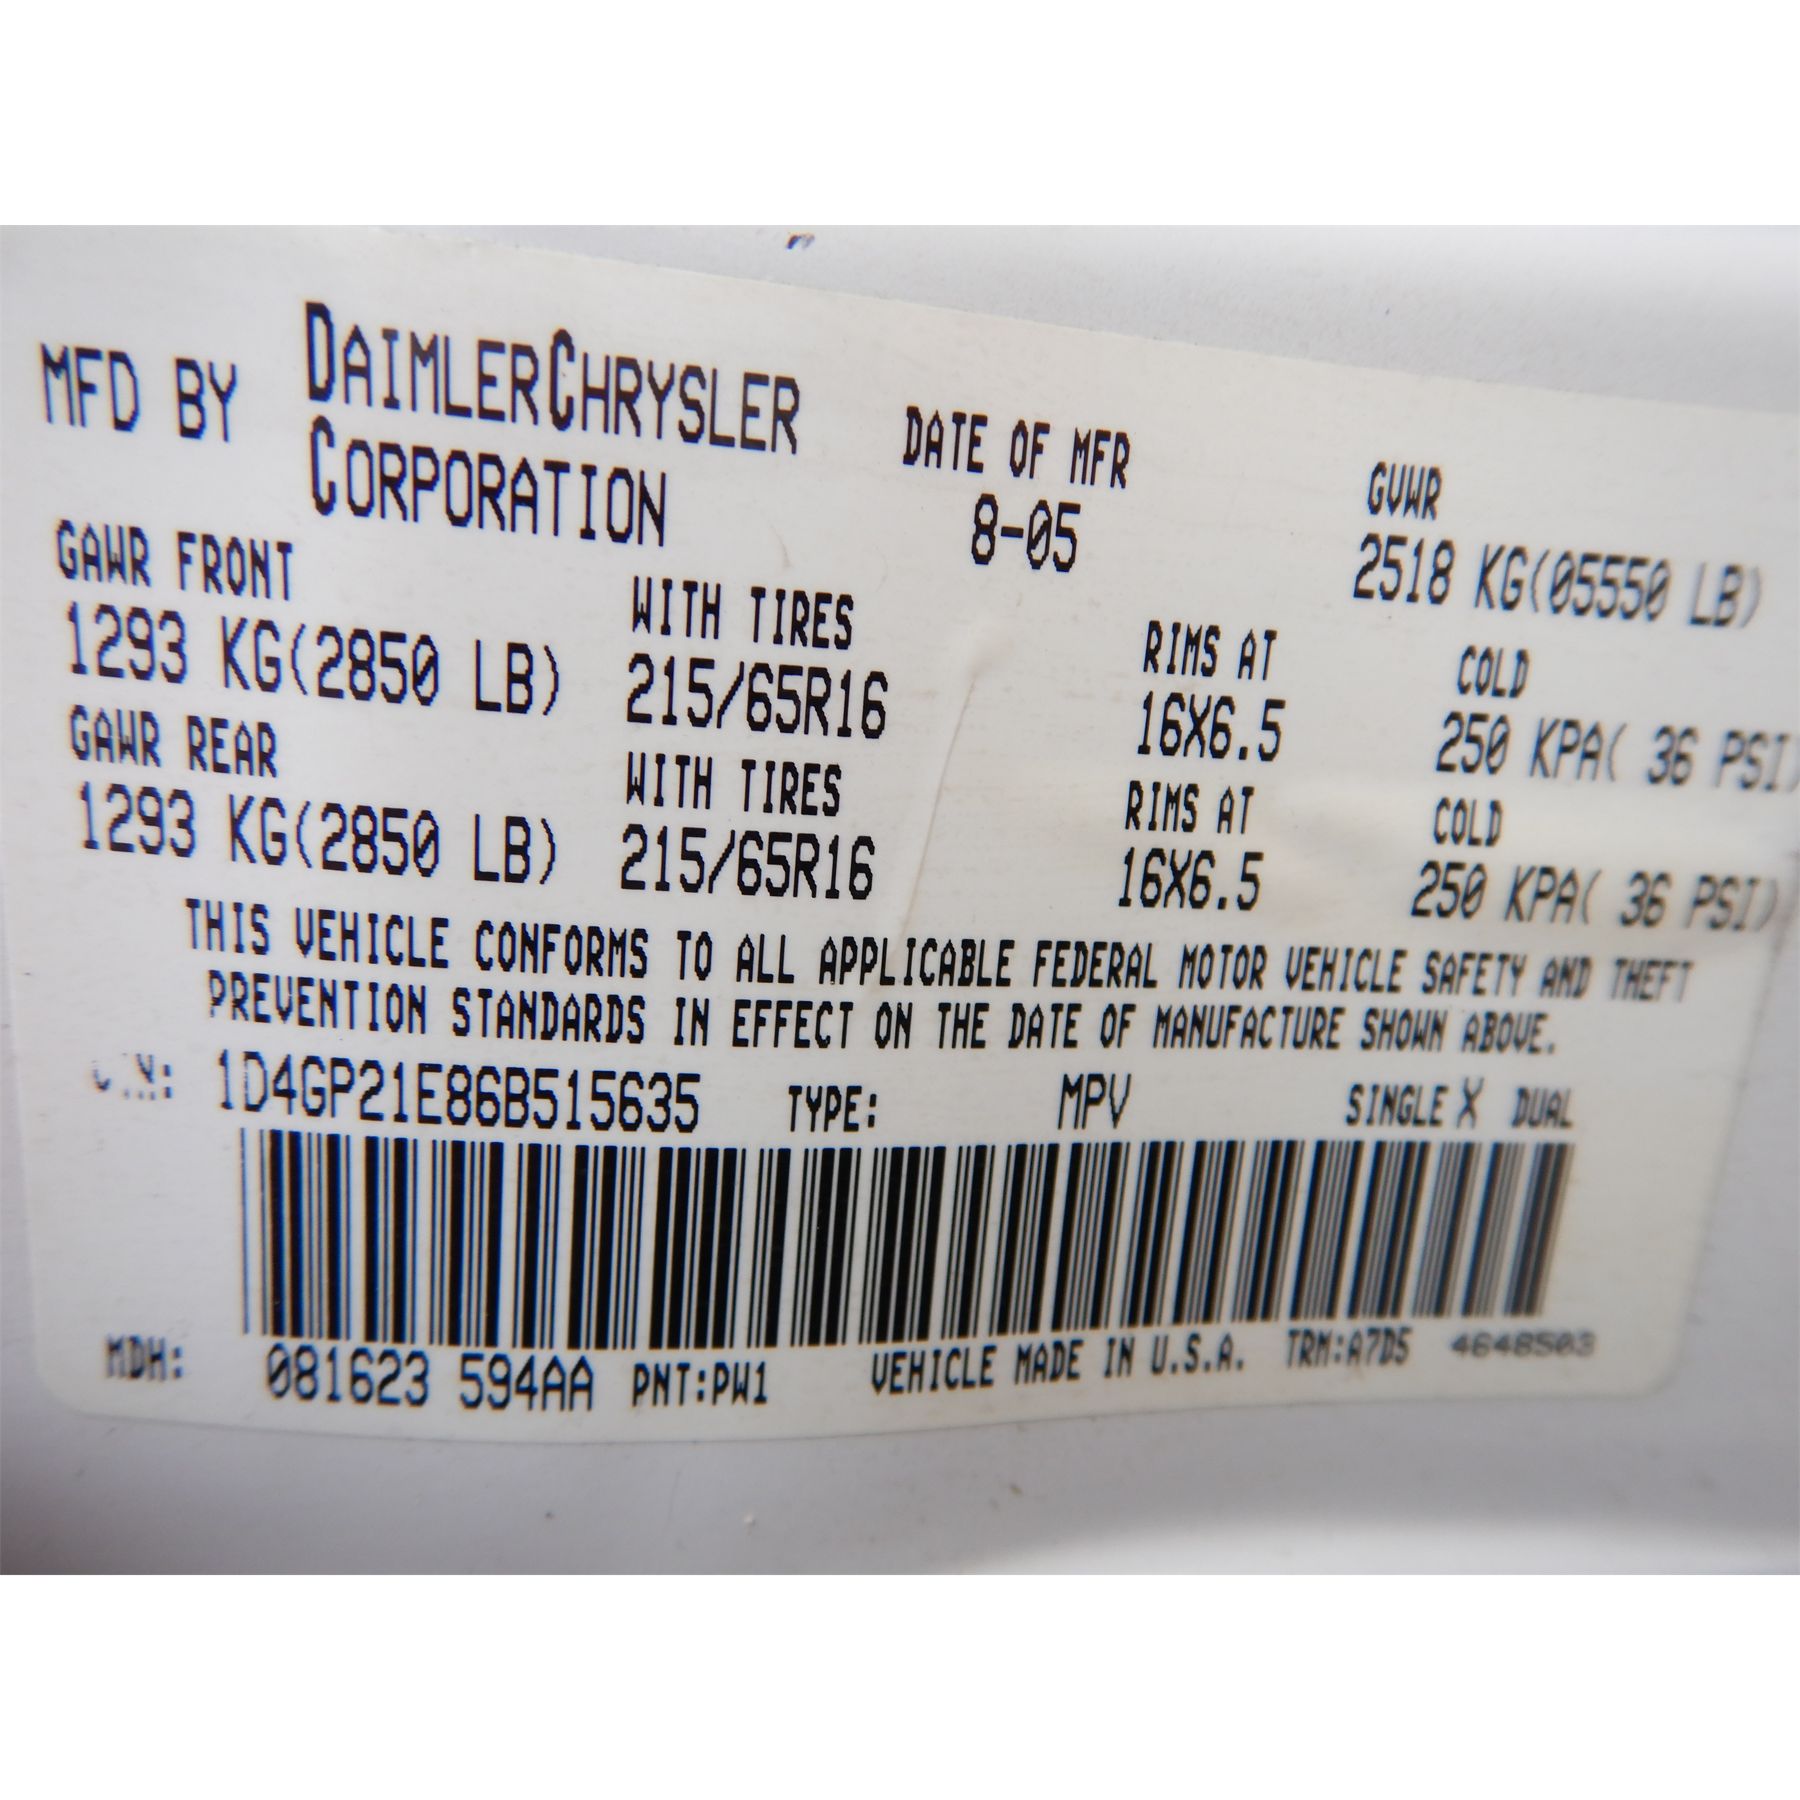 MFD BY DAIMLERCHRYSLER CORPORATION
DATE OF MFR GVWR
8-05 2518 KG(05550 LB)
GAWR FRONT WITH TIRES RIMS AT COLD
1293 KG(2850 LB) 215/65R16 16X6.5 250 KPA( 36 PSI)
GAWR REAR WITH TIRES RIMS AT COLD
1293 KG(2850 LB) 215/65R16 16X6.5 250 KPA( 36 PSI)
THIS VEHICLE CONFORMS TO ALL APPLICABLE FEDERAL MOTOR VEHICLE SAFETY AND THEFT
PREVENTION STANDARDS IN EFFECT ON THE DATE OF MANUFACTURE SHOWN ABOVE.
1D4GP21E86B515635 TYPE: MPV SINGLE X DUAL
MDH: 081623 594AA PNT:PW1 VEHICLE MADE IN U.S.A. TRM:A7D5 4648503